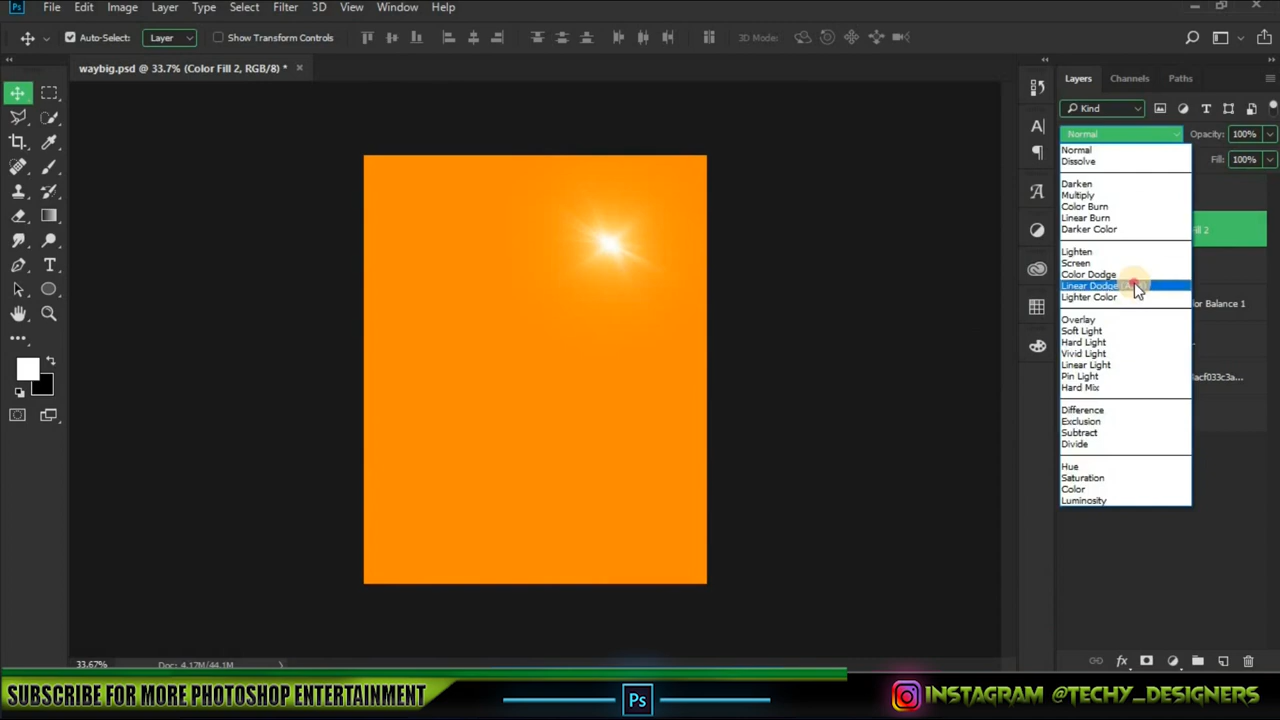 Ps File Edit Image Layer Type Select Filter 3D View Window Help
Auto-Select: Layer Show Transform Controls 3D Mode:
waybig.psd @ 33.7% (Color Fill 2, RGB/8) * ×
Layers Channels Paths
Kind
Normal Opacity: 100%
Fill: 100%
Normal
Dissolve
Darken
Multiply
Color Burn
Linear Burn
Darker Color
Lighten
Screen
Color Dodge
Linear Dodge
Lighter Color
Overlay
Soft Light
Hard Light
Vivid Light
Linear Light
Pin Light
Hard Mix
Difference
Exclusion
Subtract
Divide
Hue
Saturation
Color
Luminosity
ill 2
lor Balance 1
lacf033c3a...
33.67% Doc: 4.17M/44.1M
SUBSCRIBE FOR MORE PHOTOSHOP ENTERTAINMENT
Ps
INSTAGRAM @TECHY_DESIGNERS